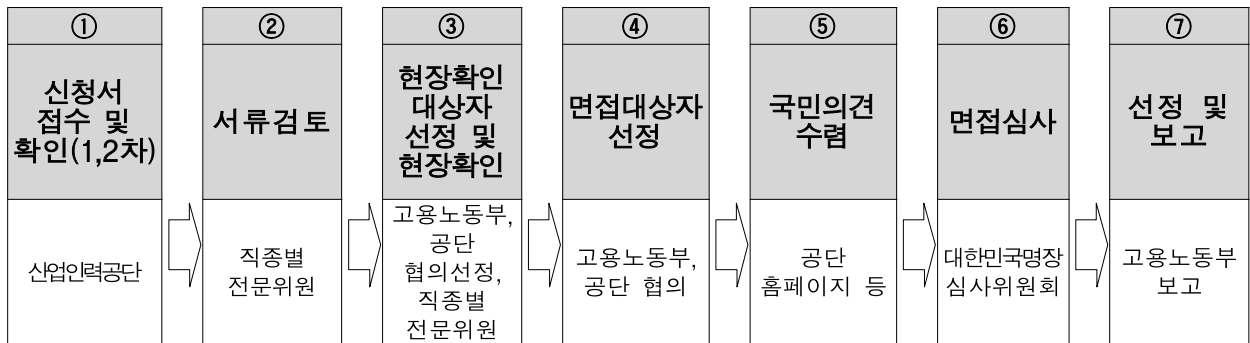 ①
신청서
접수 및
확인(1,2차)
산업인력공단
②
서류검토
직종별
전문위원
③
현장확인
대상자
선정 및
현장확인
고용노동부,
공단
협의선정,
직종별
전문위원
④
면접대상자
선정
고용노동부,
공단 협의
⑤
국민의견
수렴
공단
홈페이지 등
⑥
면접심사
대한민국명장
심사위원회
⑦
선정 및
보고
고용노동부
보고